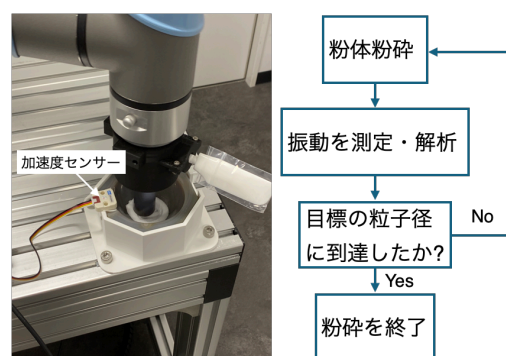 加速度センサー
粉体粉砕
振動を測定・解析
目標の粒子径
に到達したか?
No
Yes
粉砕を終了